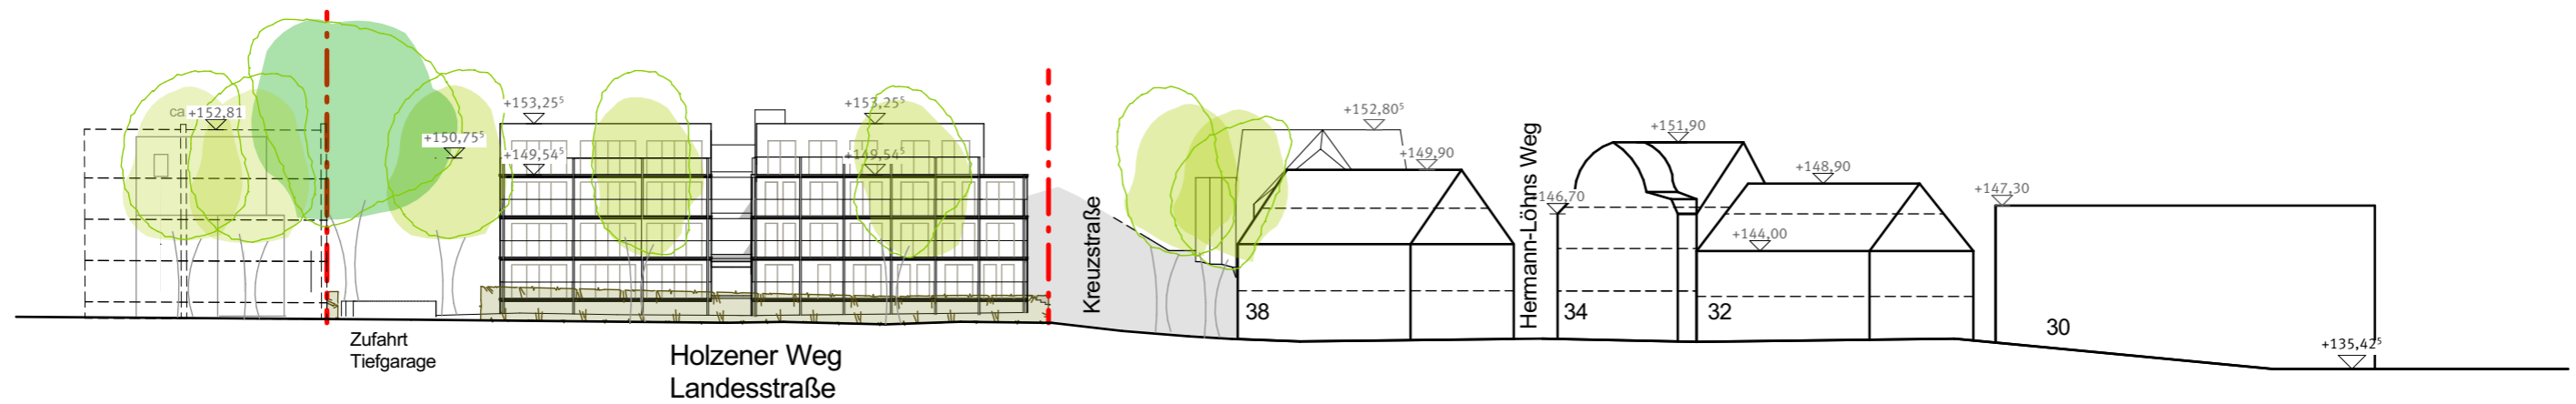 ca +152,81
+150,75⁵
+153,25⁵
+149,54⁵
+153,25⁵
+149,54⁵
Zufahrt
Tiefgarage
Holzener Weg
Landesstraße
Kreuzstraße
+152,80⁵
+149,90
38
Hermann-Löhns Weg
146,70
34
+151,90
+148,90
+144,00
32
+147,30
30
+135,42⁵